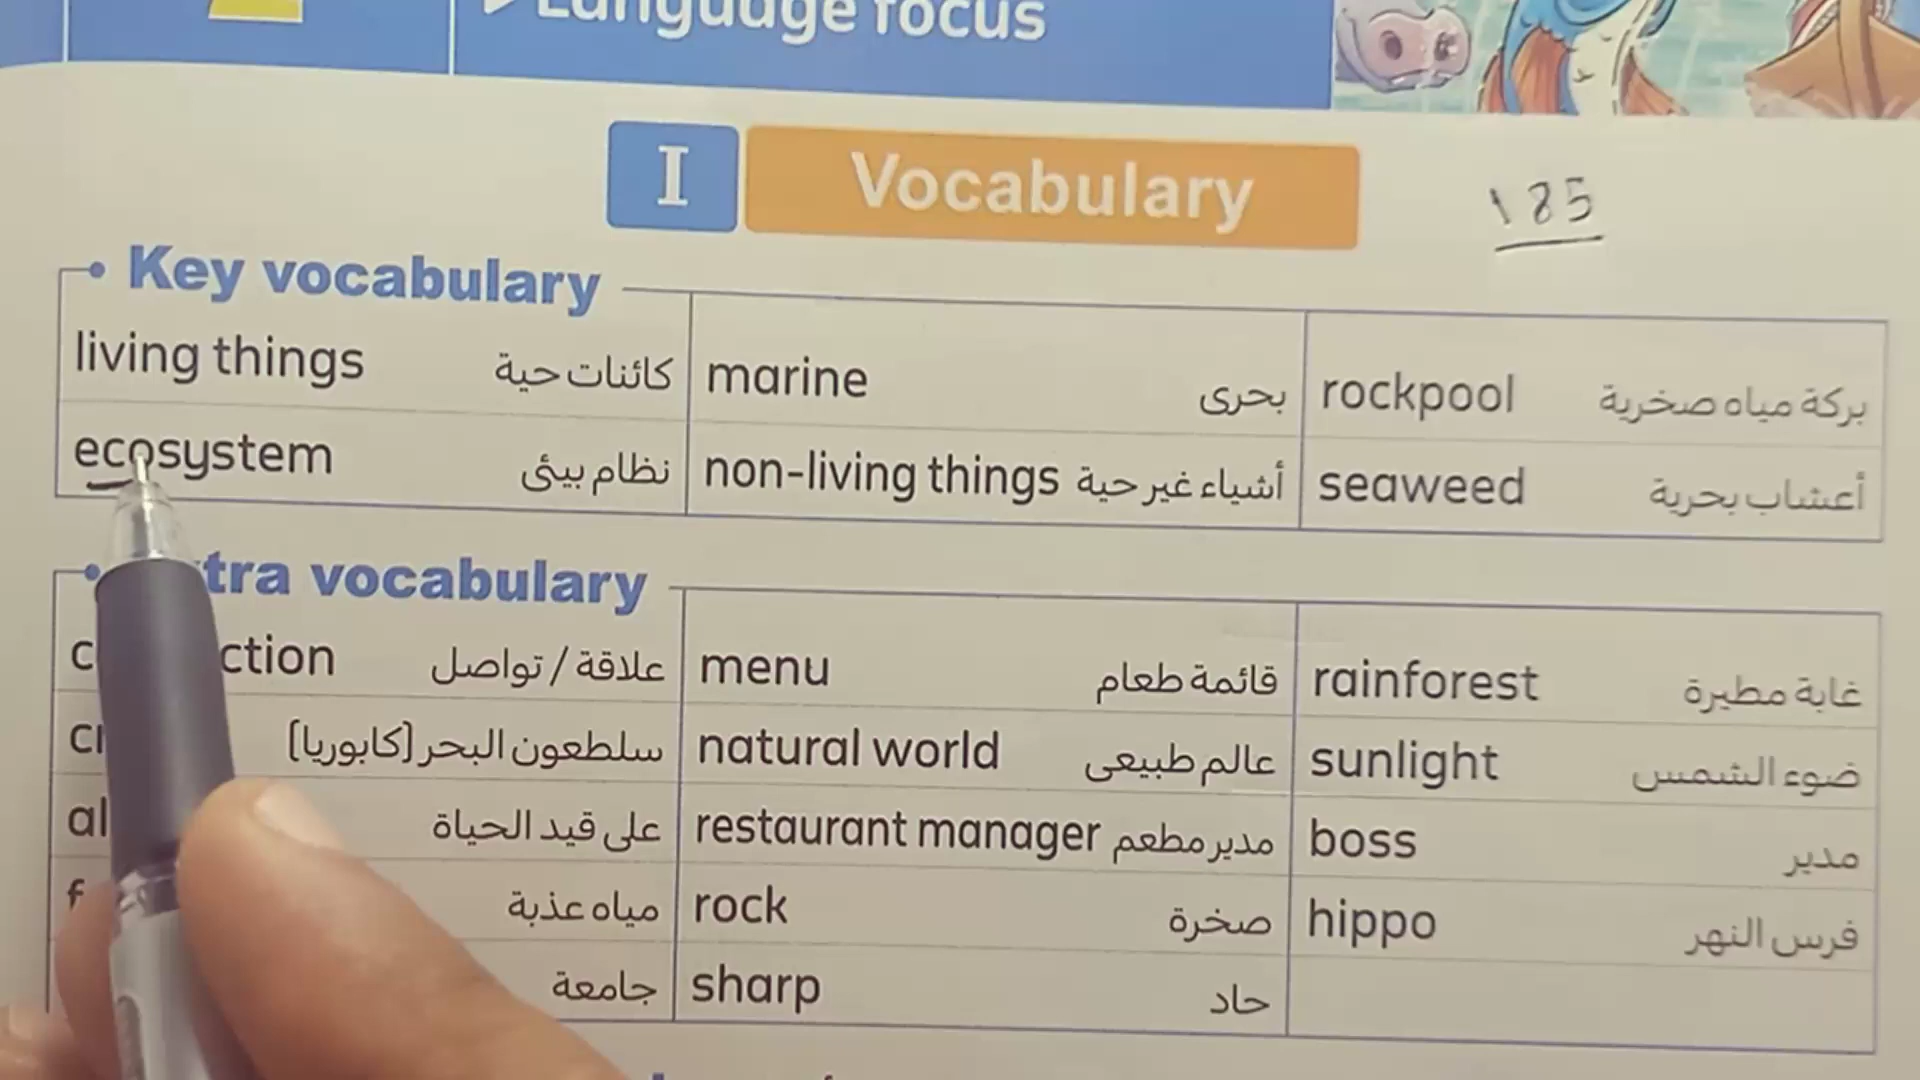 Language focus
I Vocabulary
185
Key vocabulary
living things كائنات حية marine بحرى rockpool بركة مياه صخرية
ecosystem نظام بيئى non-living things أشياء غير حية seaweed أعشاب بحرية
vocabulary
علاقة / تواصل menu قائمة طعام rainforest غابة مطيرة
سلطعون البحر (كابوريا) natural world عالم طبيعى sunlight ضوء الشمس
على قيد الحياة restaurant manager مدير مطعم boss مدير
مياه عذبة rock صخرة hippo فرس النهر
جامعة sharp حاد